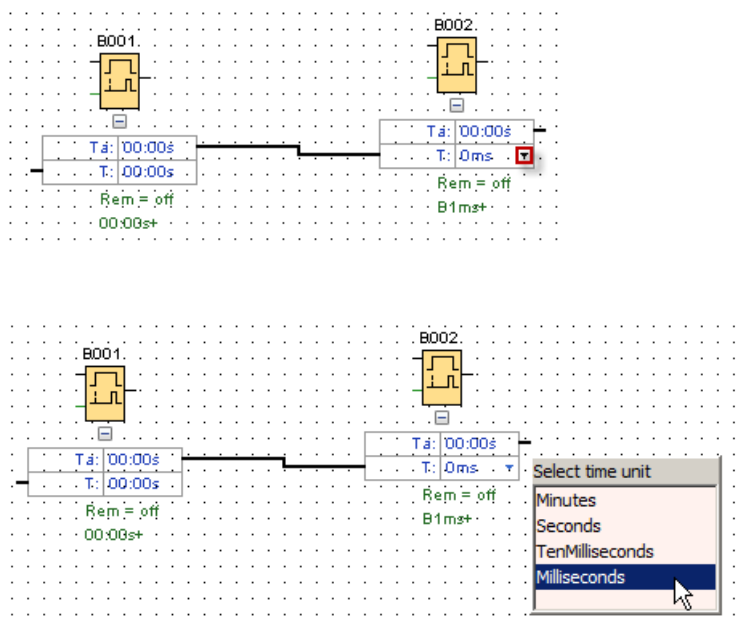 B001
B002
Ta: 00:00s
T: 00:00s
Rem = off
00:00s+
Ta: 00:00s
T: 0ms
Rem = off
B1ms+
B001
B002
Ta: 00:00s
T: 00:00s
Rem = off
00:00s+
Ta: 00:00s
T: 0ms
Rem = off
B1ms+
Select time unit
Minutes
Seconds
TenMilliseconds
Milliseconds